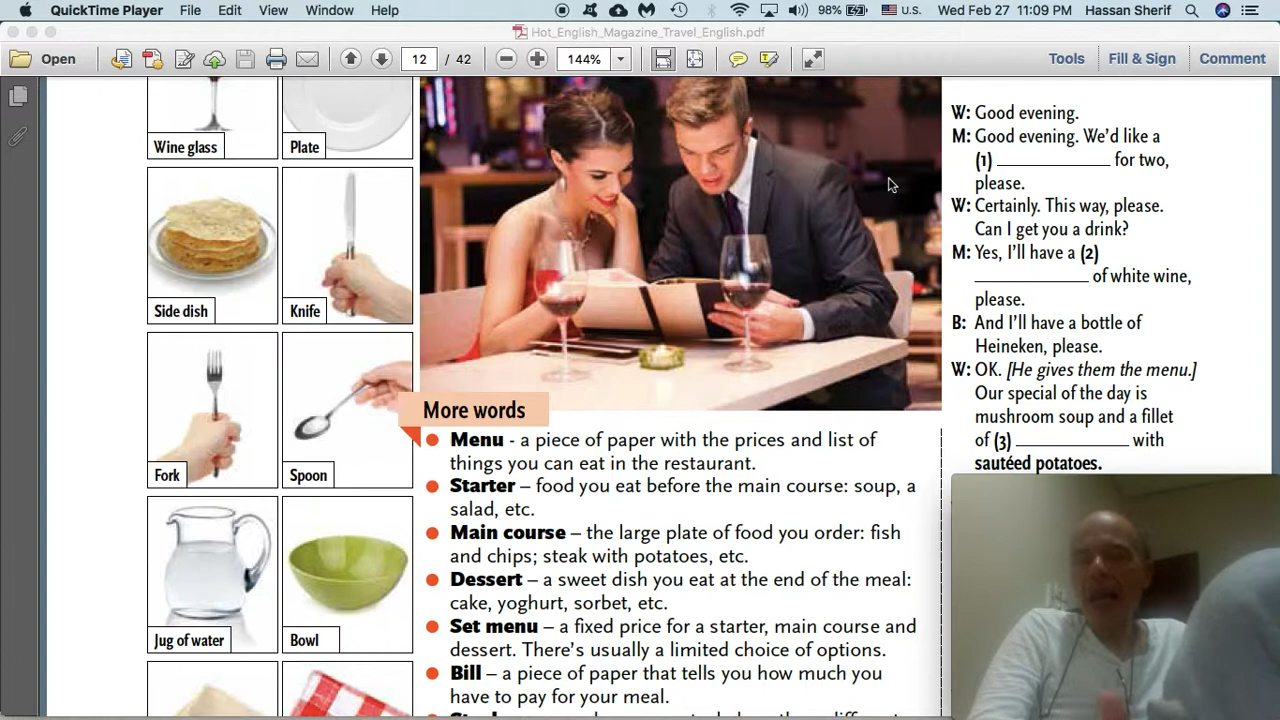 QuickTime Player File Edit View Window Help 98% U.S. Wed Feb 27 11:09 PM Hassan Sherif
Hot_English_Magazine_Travel_English.pdf
Open 12 / 42 144% Tools Fill & Sign Comment
Wine glass
Plate
Side dish
Knife
Fork
Spoon
Jug of water
Bowl
More words
Menu - a piece of paper with the prices and list of
things you can eat in the restaurant.
Starter – food you eat before the main course: soup, a
salad, etc.
Main course – the large plate of food you order: fish
and chips; steak with potatoes, etc.
Dessert – a sweet dish you eat at the end of the meal:
cake, yoghurt, sorbet, etc.
Set menu – a fixed price for a starter, main course and
dessert. There's usually a limited choice of options.
Bill – a piece of paper that tells you how much you
have to pay for your meal.
W: Good evening.
M: Good evening. We'd like a
(1) ____________ for two,
please.
W: Certainly. This way, please.
Can I get you a drink?
M: Yes, I'll have a (2)
____________ of white wine,
please.
B: And I'll have a bottle of
Heineken, please.
W: OK. [He gives them the menu.]
Our special of the day is
mushroom soup and a fillet
of (3) ____________ with
sautéed potatoes.